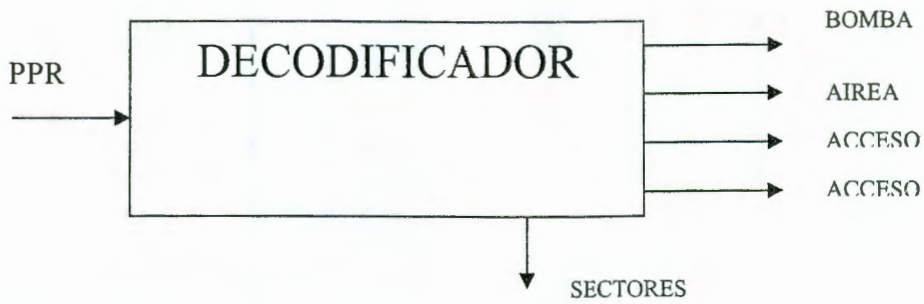 BOMBA
DECODIFICADOR
PPR
AIREA
ACCESO
ACCESO
SECTORES